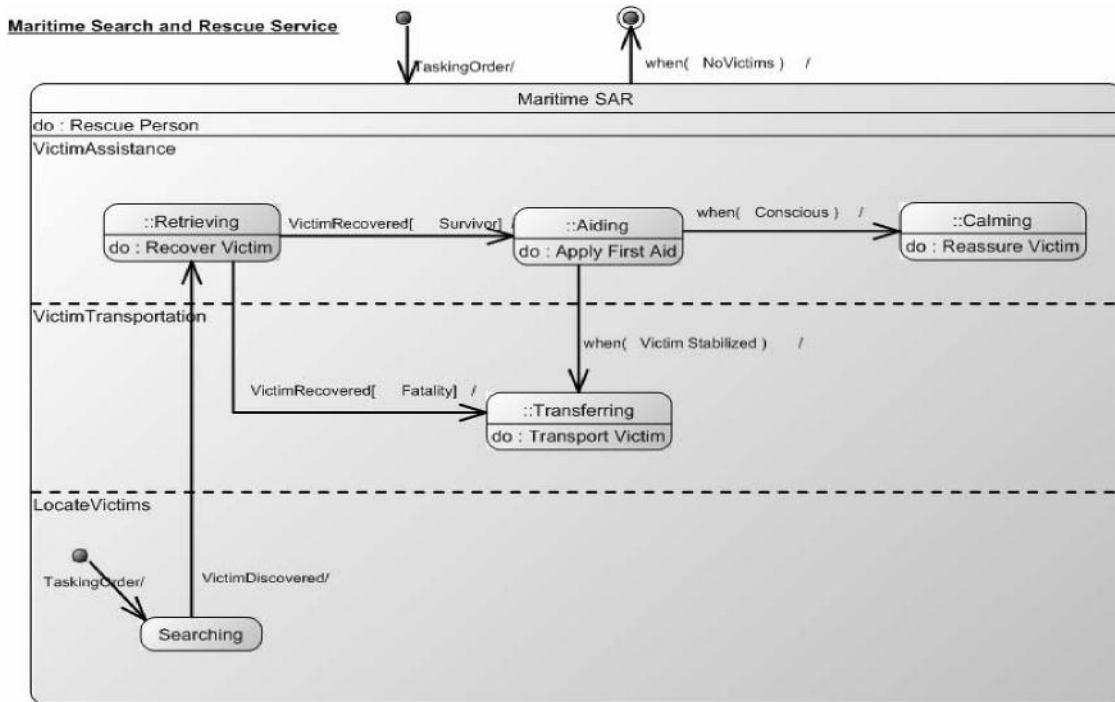 Maritime Search and Rescue Service
TaskingOrder/
when( NoVictims ) /
Maritime SAR
do : Rescue Person
VictimAssistance
::Retrieving
do : Recover Victim
VictimRecovered[ Survivor] /
::Aiding
do : Apply First Aid
when( Conscious ) /
::Calming
do : Reassure Victim
VictimTransportation
when( Victim Stabilized ) /
VictimRecovered[ Fatality] /
::Transferring
do : Transport Victim
LocateVictims
TaskingOrder/
VictimDiscovered/
Searching